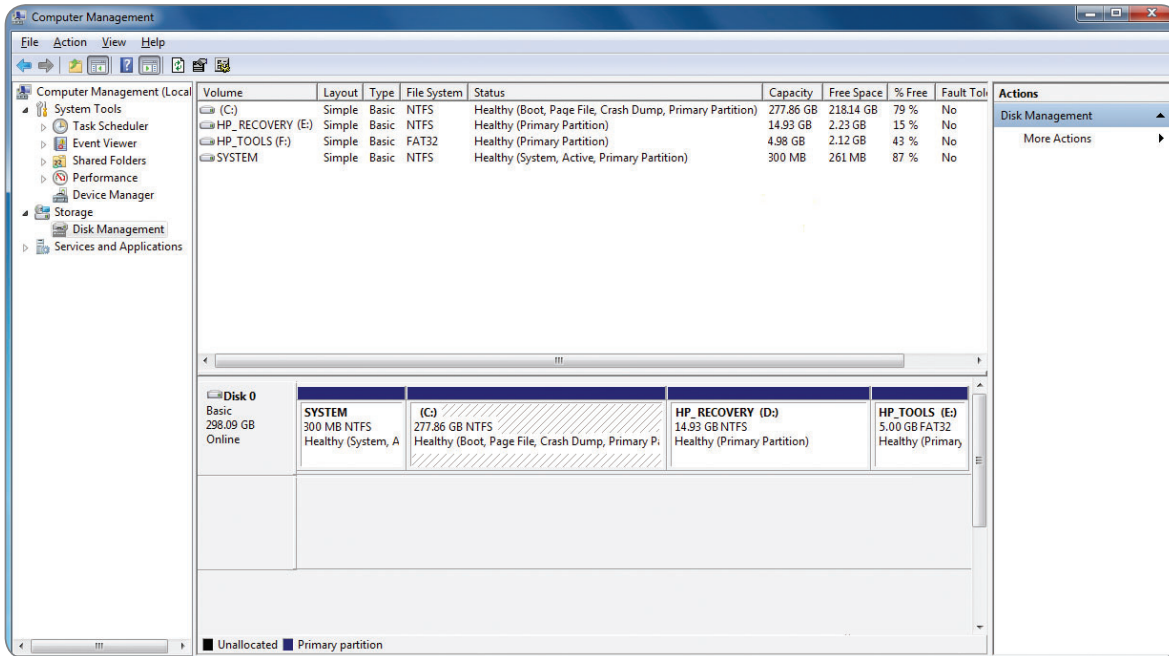 Computer Management
File Action View Help
Computer Management (Local
System Tools
Task Scheduler
Event Viewer
Shared Folders
Performance
Device Manager
Storage
Disk Management
Services and Applications
Volume Layout Type File System Status Capacity Free Space % Free Fault Tol
(C:) Simple Basic NTFS Healthy (Boot, Page File, Crash Dump, Primary Partition) 277.86 GB 218.14 GB 79 % No
HP_RECOVERY (E:) Simple Basic NTFS Healthy (Primary Partition) 14.93 GB 2.23 GB 15 % No
HP_TOOLS (F:) Simple Basic FAT32 Healthy (Primary Partition) 4.98 GB 2.12 GB 43 % No
SYSTEM Simple Basic NTFS Healthy (System, Active, Primary Partition) 300 MB 261 MB 87 % No
Actions
Disk Management
More Actions
Disk 0
Basic
298.09 GB
Online
SYSTEM
300 MB NTFS
Healthy (System, A
(C:)
277.86 GB NTFS
Healthy (Boot, Page File, Crash Dump, Primary P
HP_RECOVERY (D:)
14.93 GB NTFS
Healthy (Primary Partition)
HP_TOOLS (E:)
5.00 GB FAT32
Healthy (Primary
Unallocated Primary partition